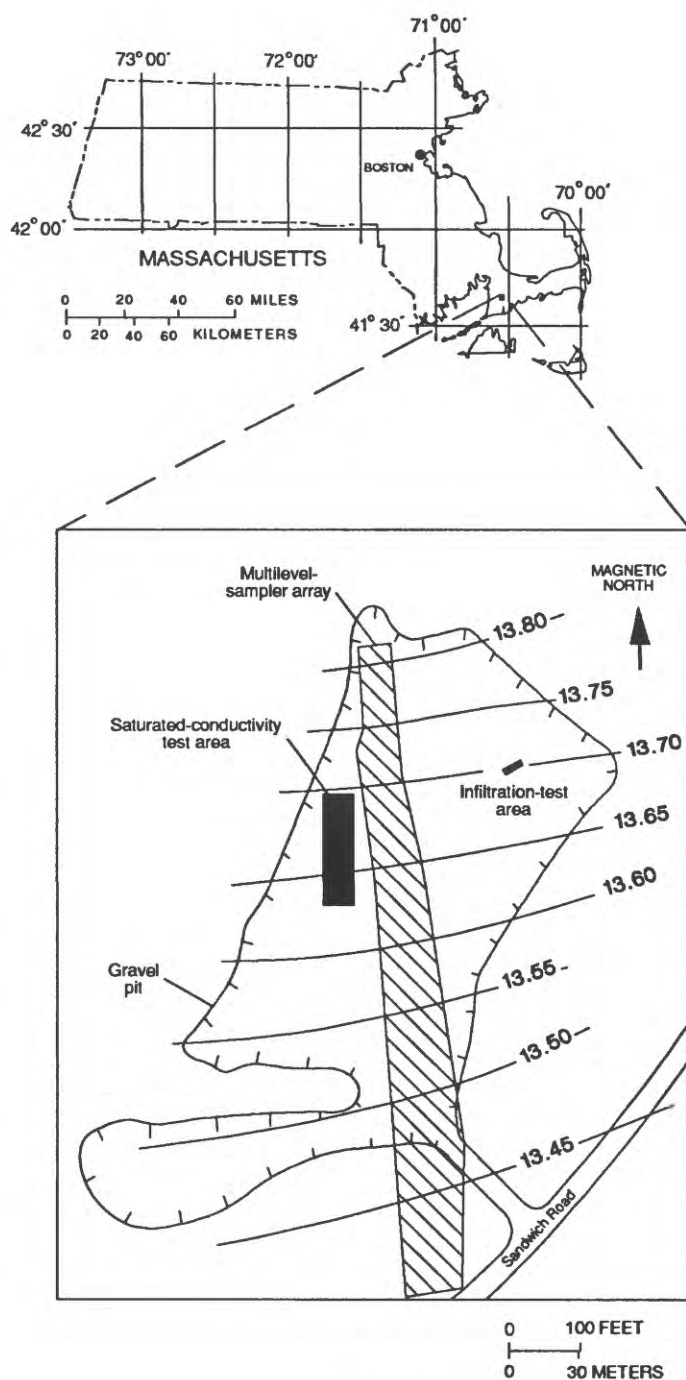 71°00'
73°00'
72°00'
42°30'
BOSTON
70°00'
42°00'
MASSACHUSETTS
0 20 40 60 MILES
0 20 40 60 KILOMETERS
41°30'
Multilevel-
sampler array
MAGNETIC
NORTH
13.80
13.75
Saturated-conductivity
test area
13.70
Infiltration-test
area
13.65
13.60
Gravel
pit
13.55
13.50
13.45
Sandwich Road
0 100 FEET
0 30 METERS